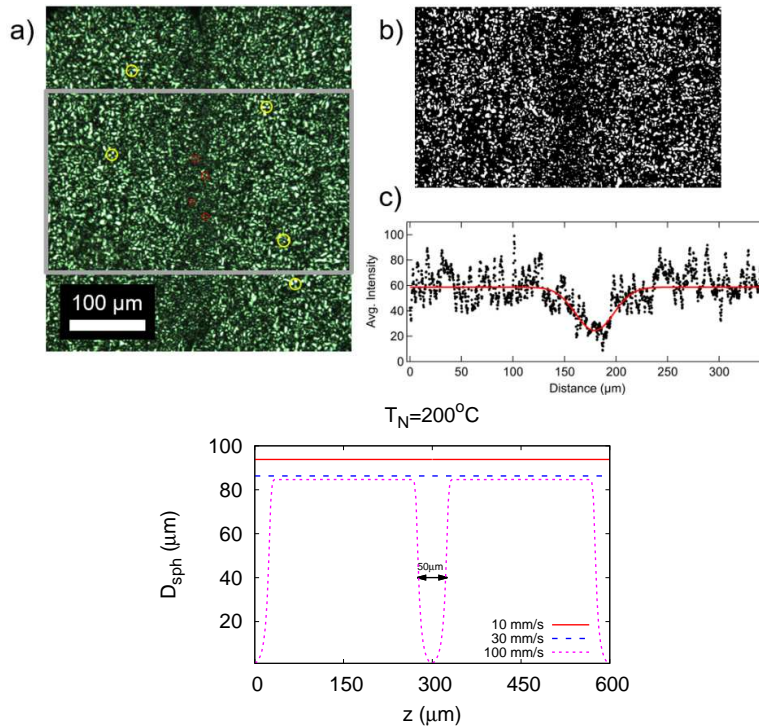 a)
100 µm
b)
c)
100
80
60
40
20
0
Avg. Intensity
0 50 100 150 200 250 300
Distance (µm)
T_N=200°C
100
80
60
40
20
D_sph (µm)
50µm
10 mm/s
30 mm/s
100 mm/s
0 150 300 450 600
z (µm)